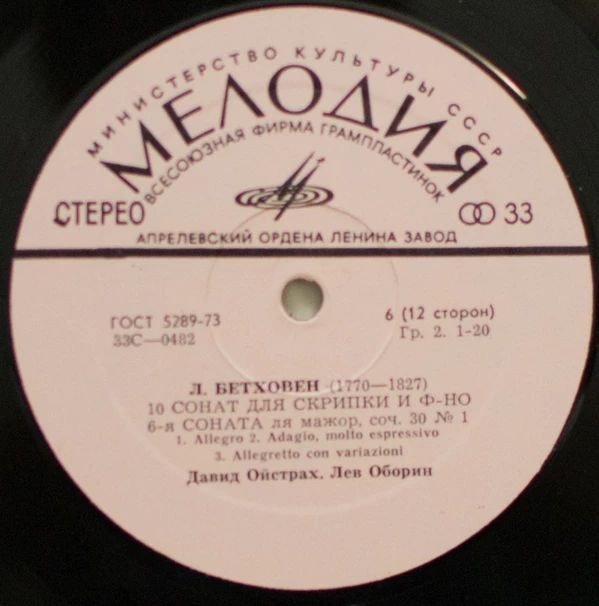 МИНИСТЕРСТВО КУЛЬТУРЫ СССР
МЕЛОДИЯ
ВСЕСОЮЗНАЯ ФИРМА ГРАМПЛАСТИНОК
СТЕРЕО
33
АПРЕЛЕВСКИЙ ОРДЕНА ЛЕНИНА ЗАВОД
ГОСТ 5289-73
33С—0482
6 (12 сторон)
Гр. 2. 1-20
Л. БЕТХОВЕН (1770—1827)
10 СОНАТ ДЛЯ СКРИПКИ И Ф-НО
6-я СОНАТА ля мажор, соч. 30 № 1
1. Allegro 2. Adagio, molto espressivo
3. Allegretto con variazioni
Давид Ойстрах. Лев Оборин